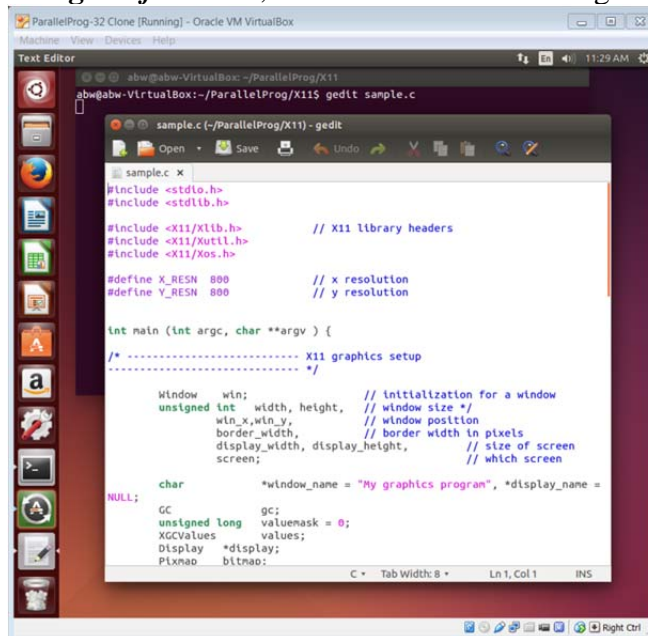 ParallelProg-32 Clone [Running] - Oracle VM VirtualBox
Machine View Devices Help
Text Editor En 11:29 AM
abw@abw-VirtualBox: ~/ParallelProg/X11
abw@abw-VirtualBox:~/ParallelProg/X11$ gedit sample.c
sample.c (~/ParallelProg/X11) - gedit
Open Save Undo
sample.c ×
#include <stdio.h>
#include <stdlib.h>
#include <X11/Xlib.h> // X11 library headers
#include <X11/Xutil.h>
#include <X11/Xos.h>
#define X_RESN 800 // x resolution
#define Y_RESN 800 // y resolution
int main (int argc, char **argv ) {
/* --------------------------- X11 graphics setup
------------------------------ */
Window win; // initialization for a window
unsigned int width, height, // window size */
win_x,win_y, // window position
border_width, // border width in pixels
display_width, display_height, // size of screen
screen; // which screen
char *window_name = "My graphics program", *display_name =
NULL;
GC gc;
unsigned long valuemask = 0;
XGCValues values;
Display *display;
Pixmap bitmap;
C Tab Width: 8 Ln 1, Col 1 INS
Right Ctrl